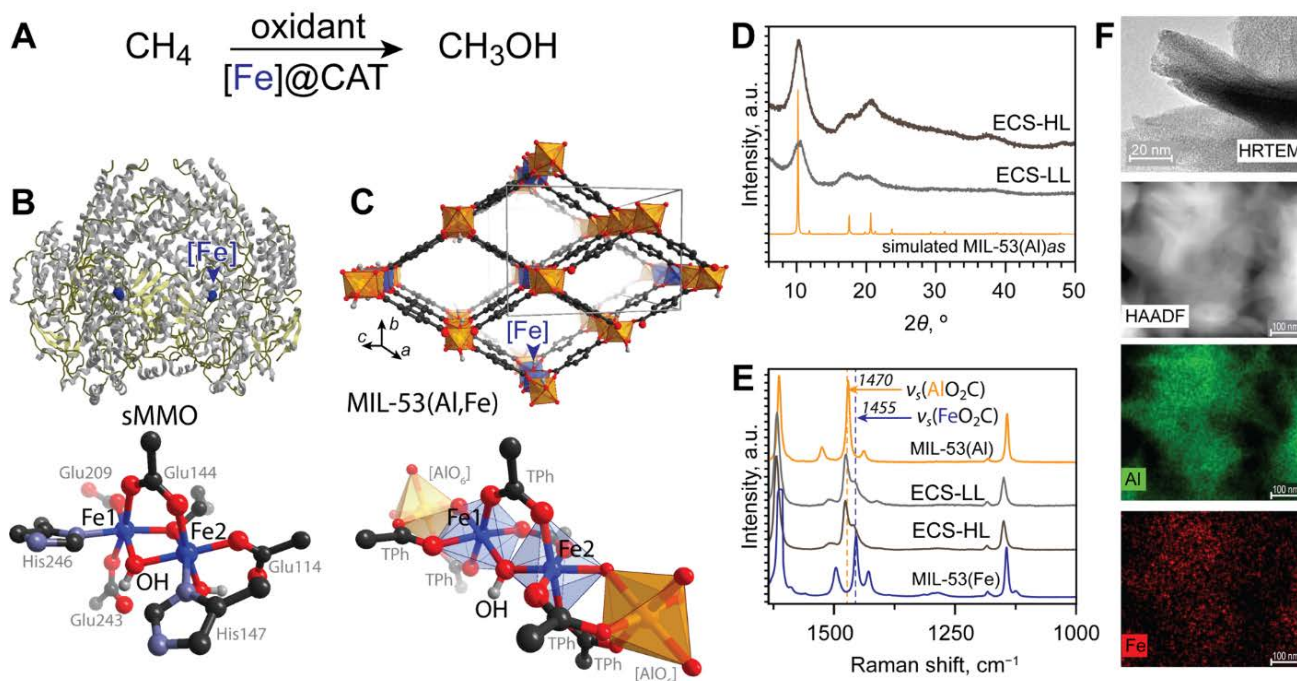 A
CH₄
oxidant
[Fe]@CAT
CH₃OH
B
[Fe]
sMMO
Glu209
Glu144
Fe1
Fe2
His246
OH
Glu114
Glu243
His147
C
b
c
a
[Fe]
MIL-53(Al,Fe)
[AlO₆]
TPh
Fe1
TPh
TPh
Fe2
OH
TPh
TPh
D
Intensity, a.u.
ECS-HL
ECS-LL
simulated MIL-53(Al)as
10 20 30 40 50
2θ, º
E
Intensity, a.u.
1470
νs(AlO₂C)
1455
νs(FeO₂C)
MIL-53(Al)
ECS-LL
ECS-HL
MIL-53(Fe)
1500 1250 1000
Raman shift, cm⁻¹
F
20 nm
HRTEM
HAADF
100 nm
Al
100 nm
Fe
100 nm